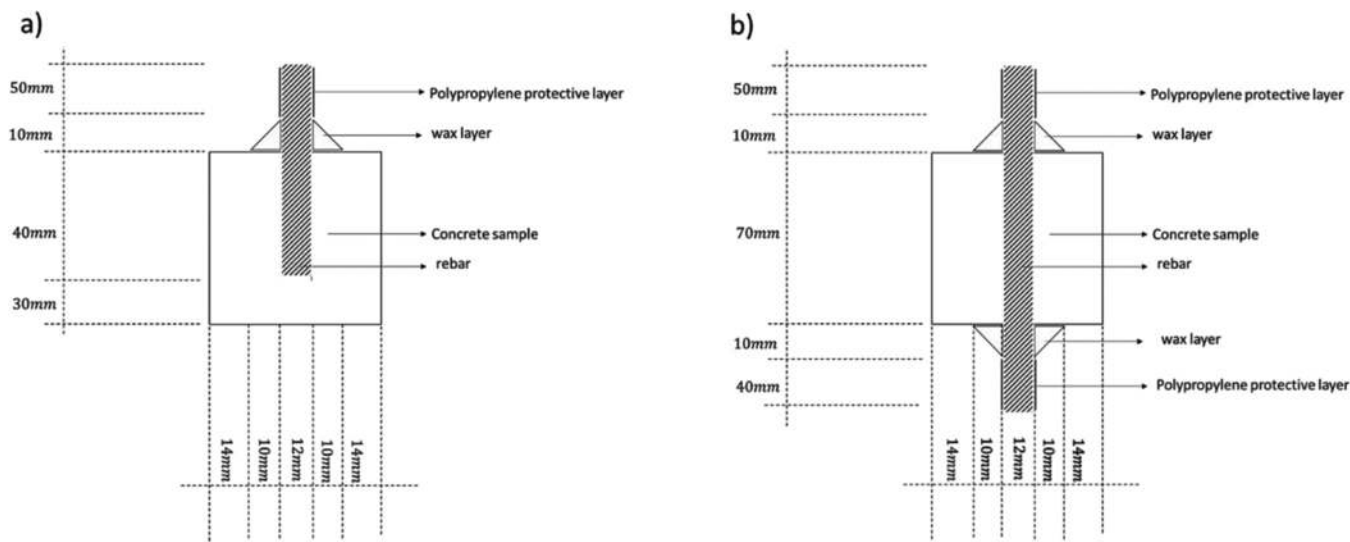 a)
50mm
10mm
40mm
30mm
Polypropylene protective layer
wax layer
Concrete sample
rebar
14mm
10mm
12mm
10mm
14mm
b)
50mm
10mm
70mm
10mm
40mm
Polypropylene protective layer
wax layer
Concrete sample
rebar
wax layer
Polypropylene protective layer
14mm
10mm
12mm
10mm
14mm